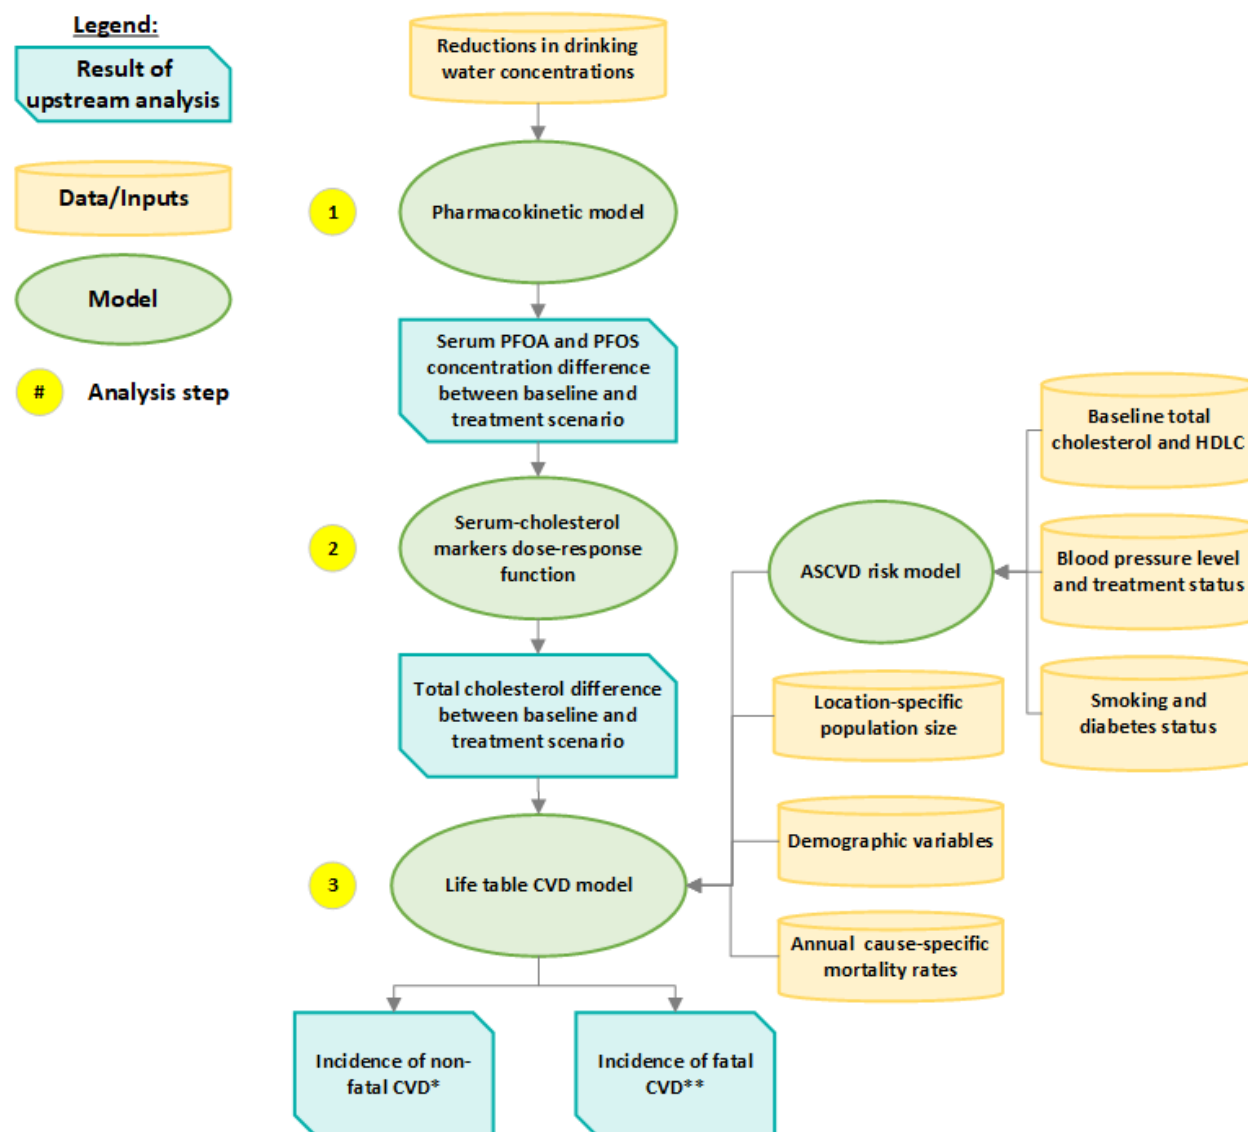 Legend:
Result of
upstream analysis
Data/Inputs
Model
# Analysis step
Reductions in drinking
water concentrations
1
Pharmacokinetic model
Serum PFOA and PFOS
concentration difference
between baseline and
treatment scenario
2
Serum-cholesterol
markers dose-response
function
Total cholesterol difference
between baseline and
treatment scenario
3
Life table CVD model
Incidence of non-
fatal CVD*
Incidence of fatal
CVD**
ASCVD risk model
Location-specific
population size
Demographic variables
Annual cause-specific
mortality rates
Baseline total
cholesterol and HDLC
Blood pressure level
and treatment status
Smoking and
diabetes status